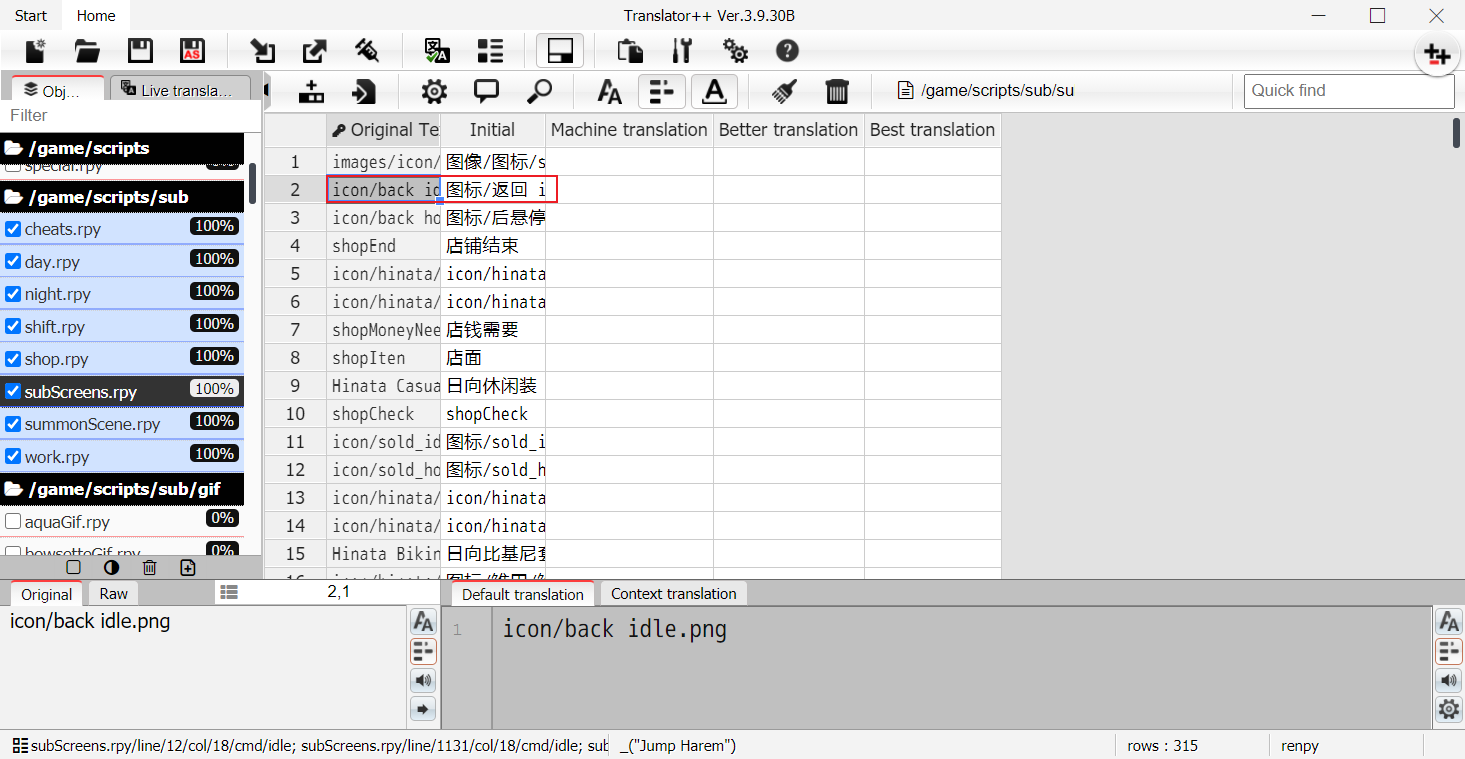 Start Home Translator++ Ver.3.9.30B
AS
Obj... Live transla... /game/scripts/sub/su Quick find
Filter
/game/scripts
special.rpy
/game/scripts/sub
cheats.rpy 100%
day.rpy 100%
night.rpy 100%
shift.rpy 100%
shop.rpy 100%
subScreens.rpy 100%
summonScene.rpy 100%
work.rpy 100%
/game/scripts/sub/gif
aquaGif.rpy 0%
bowsetteGif.rpy 0%
Original Te Initial Machine translation Better translation Best translation
1 images/icon/ 图像/图标/s
2 icon/back id 图标/返回 i
3 icon/back ho 图标/后悬停
4 shopEnd 店铺结束
5 icon/hinata/ icon/hinata
6 icon/hinata/ icon/hinata
7 shopMoneyNee 店钱需要
8 shopIten 店面
9 Hinata Casua 日向休闲装
10 shopCheck shopCheck
11 icon/sold_id 图标/sold_i
12 icon/sold_ho 图标/sold_h
13 icon/hinata/ icon/hinata
14 icon/hinata/ icon/hinata
15 Hinata Bikin 日向比基尼套
Original Raw 2,1 Default translation Context translation
icon/back idle.png
1 icon/back idle.png
subScreens.rpy/line/12/col/18/cmd/idle; subScreens.rpy/line/1131/col/18/cmd/idle; sub _("Jump Harem") rows : 315 renpy